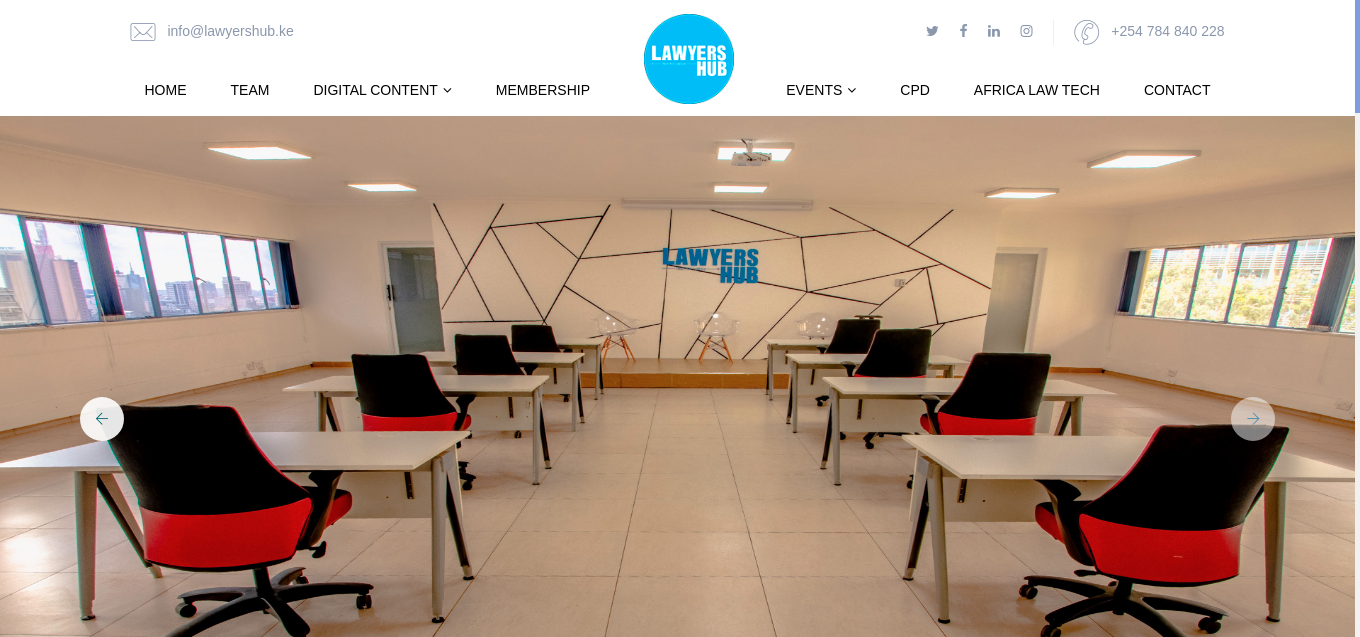 info@lawyershub.ke
+254 784 840 228
LAWYERS
HUB
HOME
TEAM
DIGITAL CONTENT
MEMBERSHIP
EVENTS
CPD
AFRICA LAW TECH
CONTACT
LAWYERS
HUB